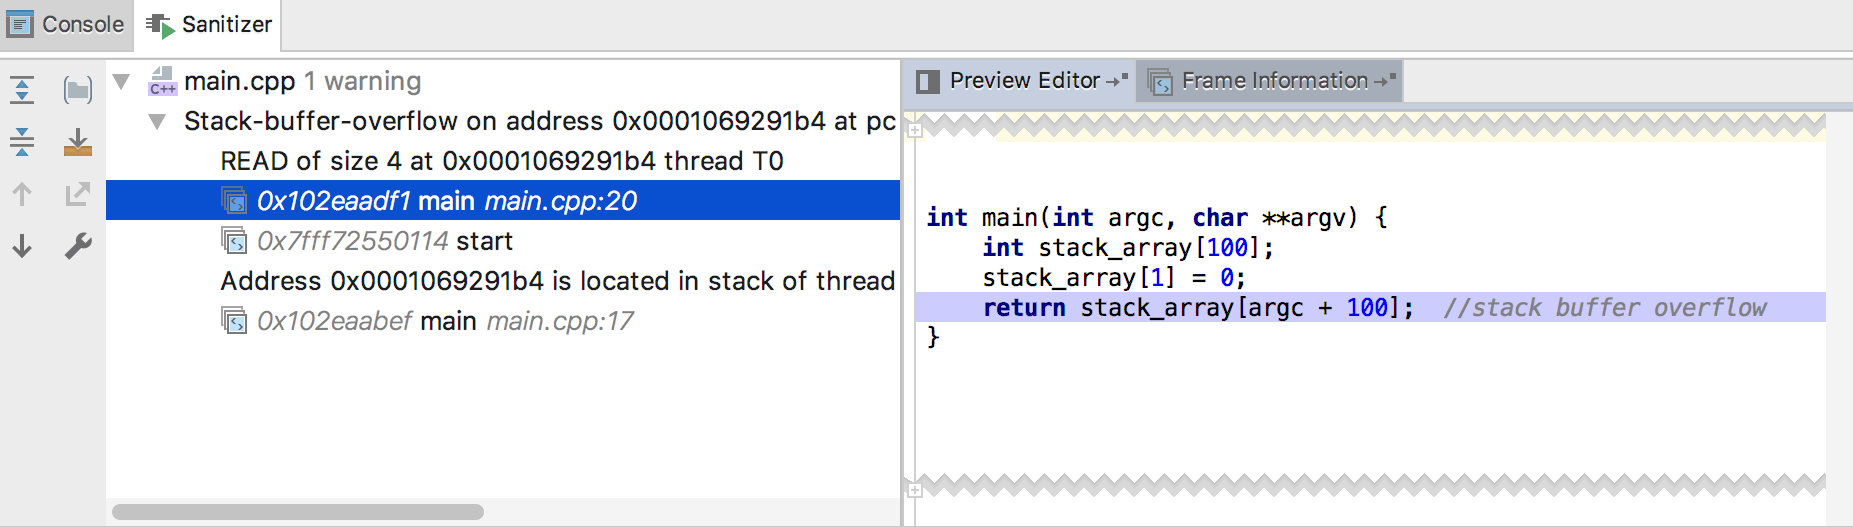 Console
Sanitizer
main.cpp 1 warning
C++
Stack-buffer-overflow on address 0x0001069291b4 at pc
READ of size 4 at 0x0001069291b4 thread T0
0x102eaadf1 main main.cpp:20
0x7fff72550114 start
Address 0x0001069291b4 is located in stack of thread
0x102eaabef main main.cpp:17
Preview Editor
Frame Information
int main(int argc, char **argv) {
int stack_array[100];
stack_array[1] = 0;
return stack_array[argc + 100]; //stack buffer overflow
}